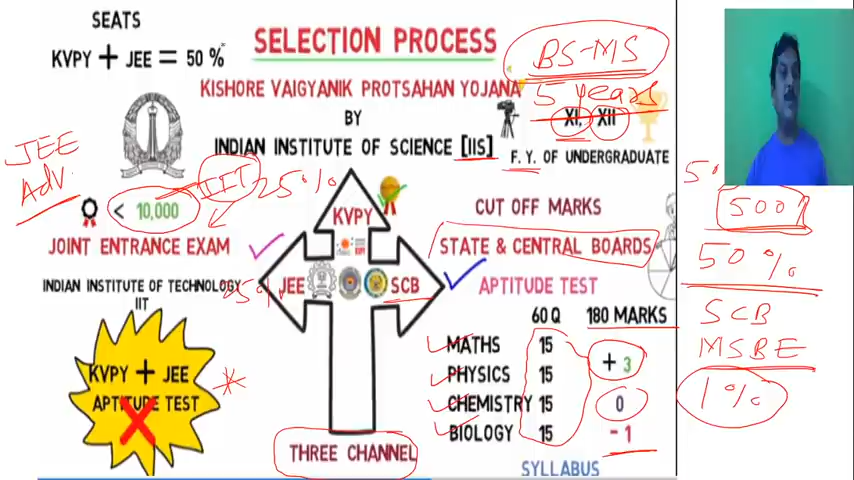 SEATS
KVPY + JEE = 50 %
SELECTION PROCESS
BS-MS
KISHORE VAIGYANIK PROTSAHAN YOJANA
5 years
BY
XI, XII
INDIAN INSTITUTE OF SCIENCE [IIS]
F. Y. OF UNDERGRADUATE
JEE
Adv.
IIT
25%
< 10,000
KVPY
CUT OFF MARKS
500
JOINT ENTRANCE EXAM
STATE & CENTRAL BOARDS
50 %
INDIAN INSTITUTE OF TECHNOLOGY
IIT
25%
JEE
SCB
APTITUDE TEST
60 Q
180 MARKS
SCB
MSBE
MATHS 15 + 3
PHYSICS 15
CHEMISTRY 15 0
BIOLOGY 15 - 1
1%
KVPY + JEE
APTITUDE TEST
THREE CHANNEL
SYLLABUS